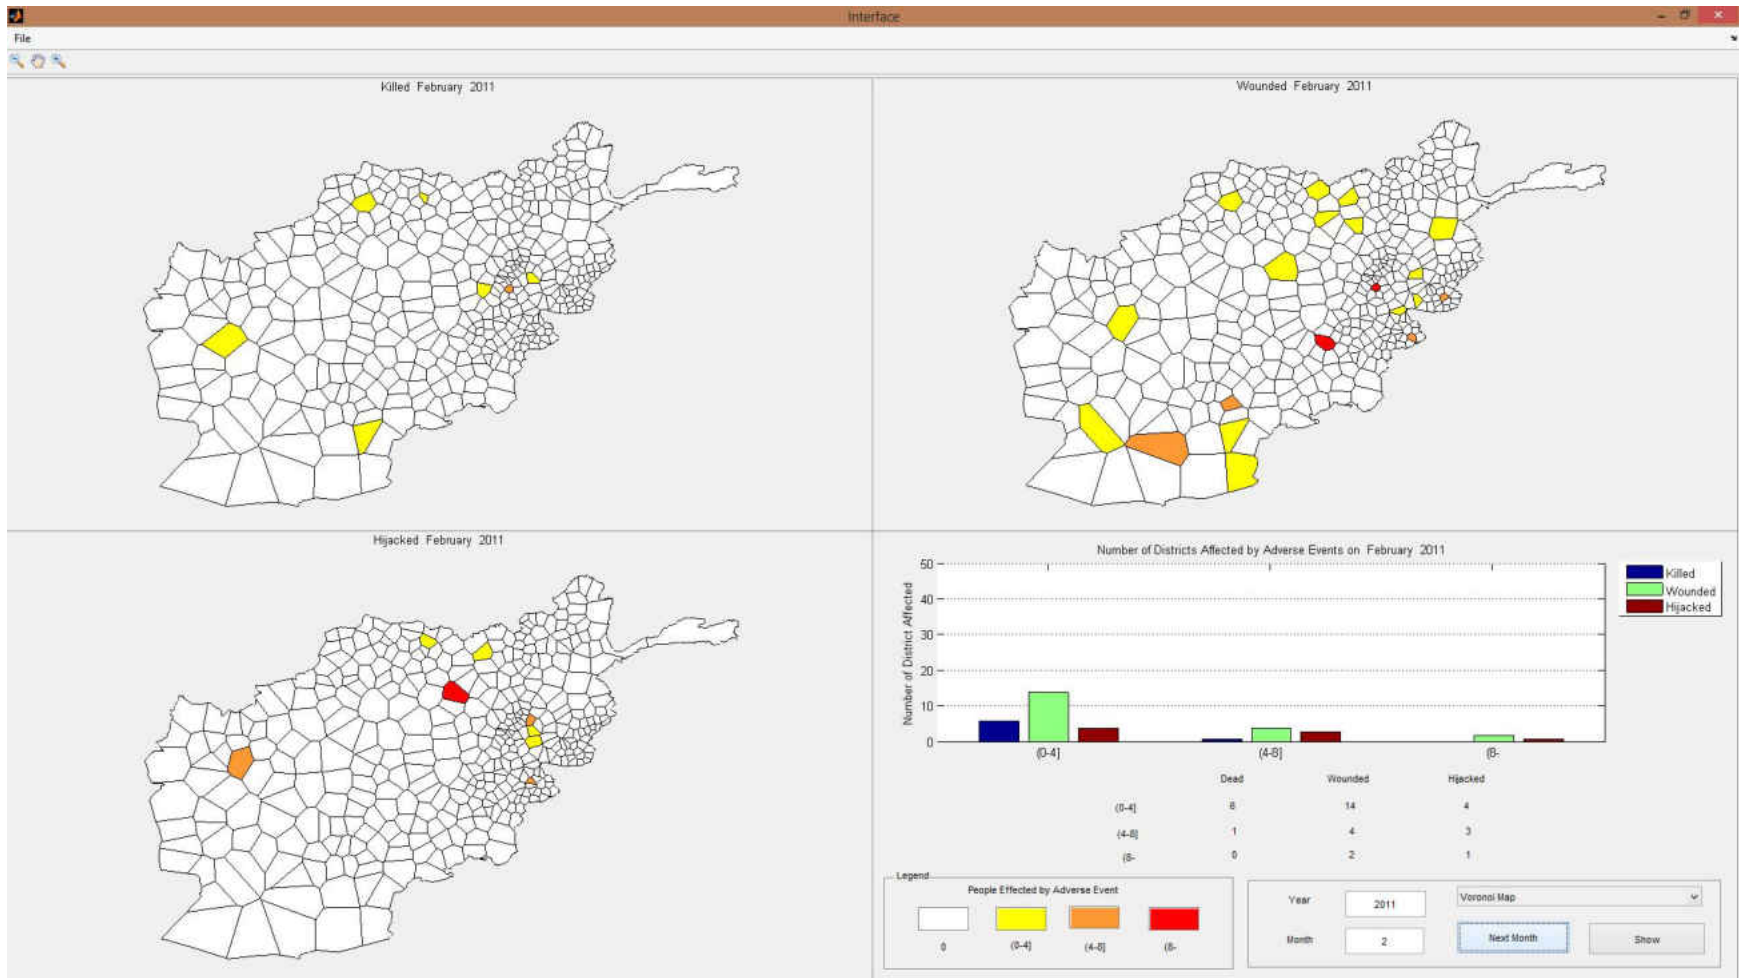 Interface
File
Killed February 2011
Wounded February 2011
Hijacked February 2011
Number of Districts Affected by Adverse Events on February 2011
Number of District Affected
50
40
30
20
10
0
(0-4]
(4-8]
(8-
Killed
Wounded
Hijacked
Dead Wounded Hijacked
(0-4] 6 14 4
(4-8] 1 4 3
(8- 0 2 1
Legend
People Effected by Adverse Event
0 (0-4] (4-8] (8-
Year 2011 Voronoi Map
Month 2 Next Month Show